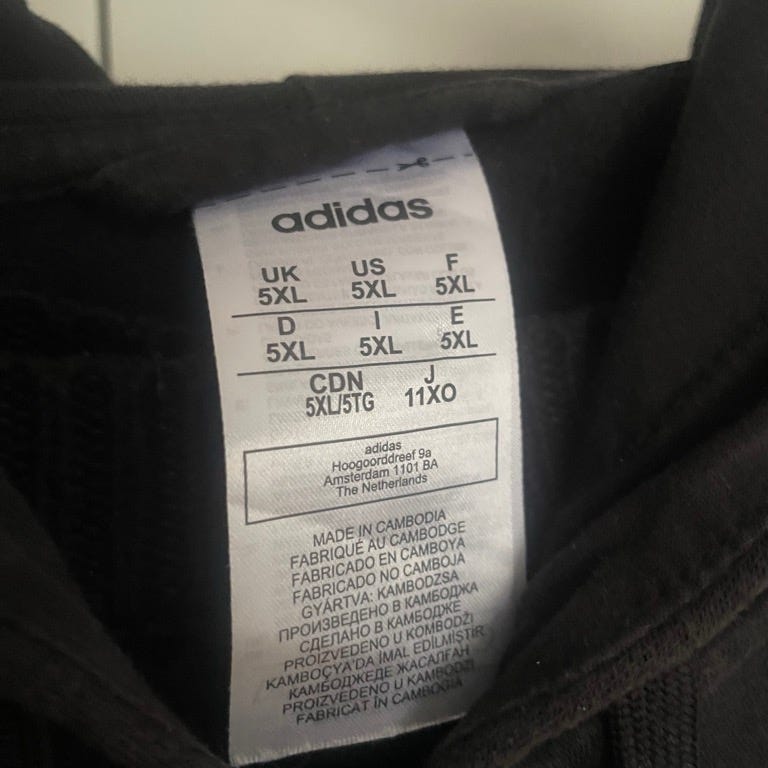 adidas
UK US F
5XL 5XL 5XL
D I E
5XL 5XL 5XL
CDN J
5XL/5TG 11XO
adidas
Hoogoorddreef 9a
Amsterdam 1101 BA
The Netherlands
MADE IN CAMBODIA
FABRIQUÉ AU CAMBODGE
FABRICADO EN CAMBOYA
FABRICADO NO CAMBOJA
GYÁRTVA: KAMBODZSA
ПРОИЗВЕДЕНО В КАМБОДЖА
СДЕЛАНО В КАМБОДЖЕ
PROIZVEDENO U KOMBODŽI
KAMBOÇYA'DA İMAL EDİLMİŞTİR
КАМБОДЖЕДЕ ЖАСАЛҒАН
PROIZVEDENO U KAMBODŽI
FABRICAT ÎN CAMBOGIA